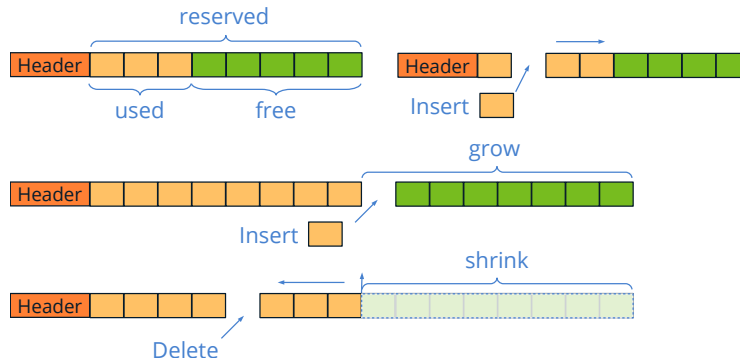 reserved
Header
Header
Insert
used
free
grow
Header
Insert
shrink
Header
Delete